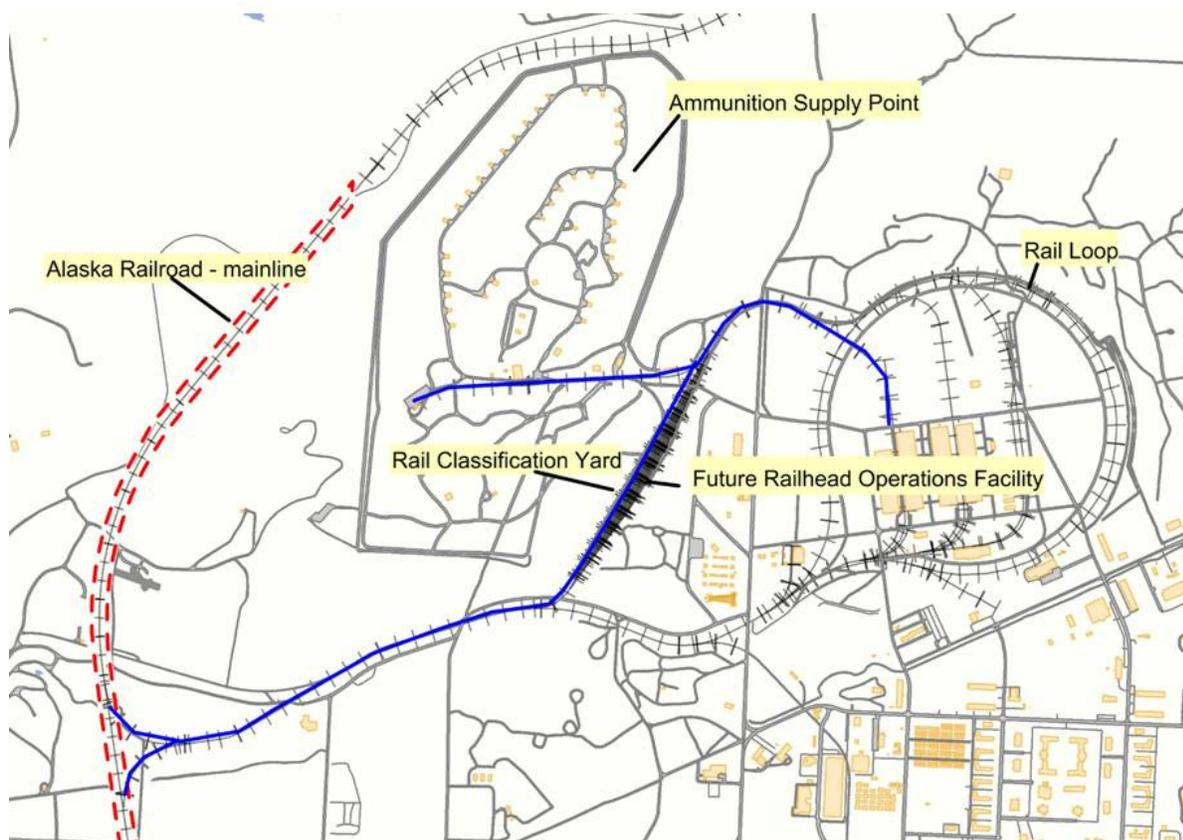 Ammunition Supply Point
Alaska Railroad - mainline
Rail Loop
Rail Classification Yard
Future Railhead Operations Facility